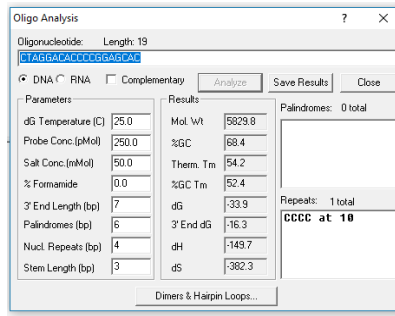 Oligo Analysis ? ×
Oligonucleotide: Length: 19
CTAGGACACCCCGGAGCAC
DNA RNA Complementary Analyze Save Results Close
Parameters
dG Temperature (C) 25.0
Probe Conc.(pMol) 250.0
Salt Conc.(mMol) 50.0
% Formamide 0.0
3' End Length (bp) 7
Palindromes (bp) 6
Nucl. Repeats (bp) 4
Stem Length (bp) 3
Results
Mol. Wt 5829.8
%GC 68.4
Therm. Tm 54.2
%GC Tm 52.4
dG -33.9
3' End dG -16.3
dH -149.7
dS -382.3
Palindromes: 0 total
Repeats: 1 total
CCCC at 10
Dimers & Hairpin Loops...